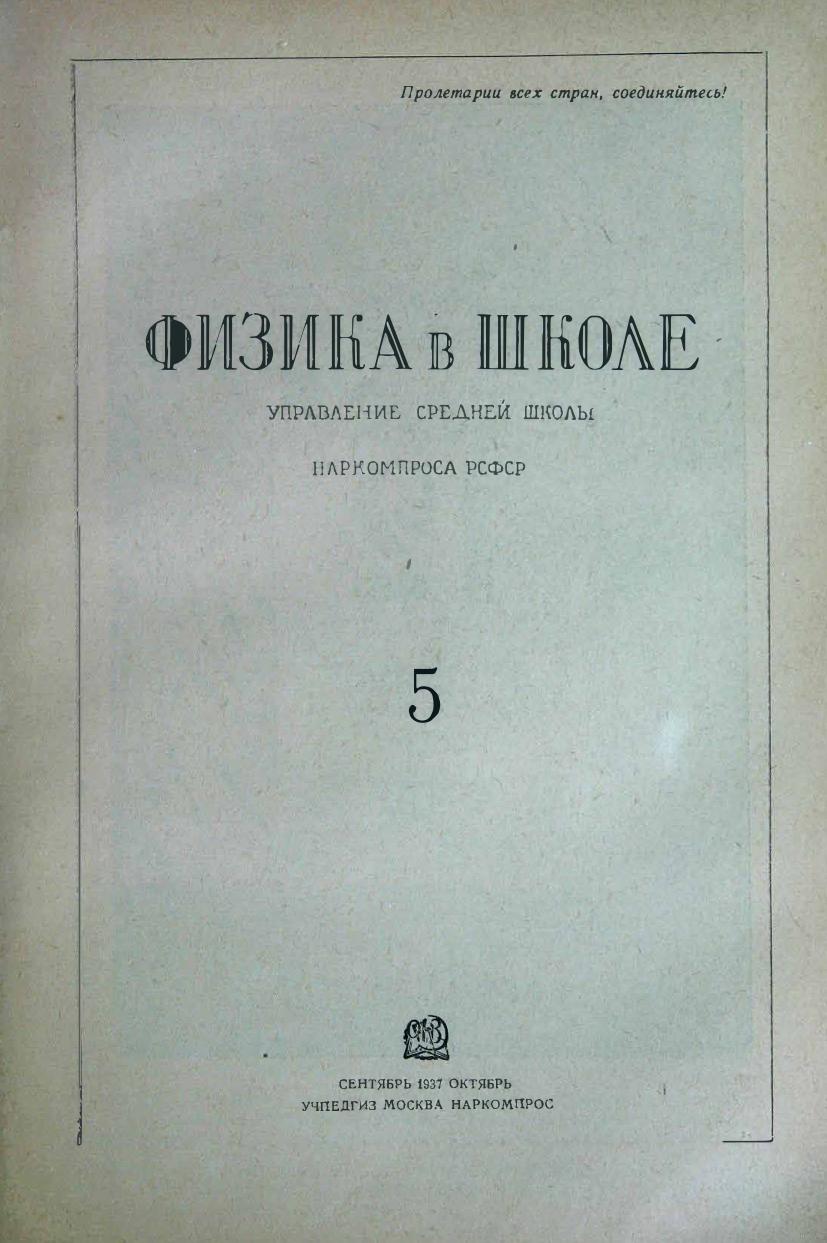 Пролетарии всех стран, соединяйтесь!
ФИЗИКА в ШКОЛЕ
УПРАВЛЕНИЕ СРЕДНЕЙ ШКОЛЫ
НАРКОМПРОСА РСФСР
5
СЕНТЯБРЬ 1937 ОКТЯБРЬ
УЧПЕДГИЗ МОСКВА НАРКОМПРОС